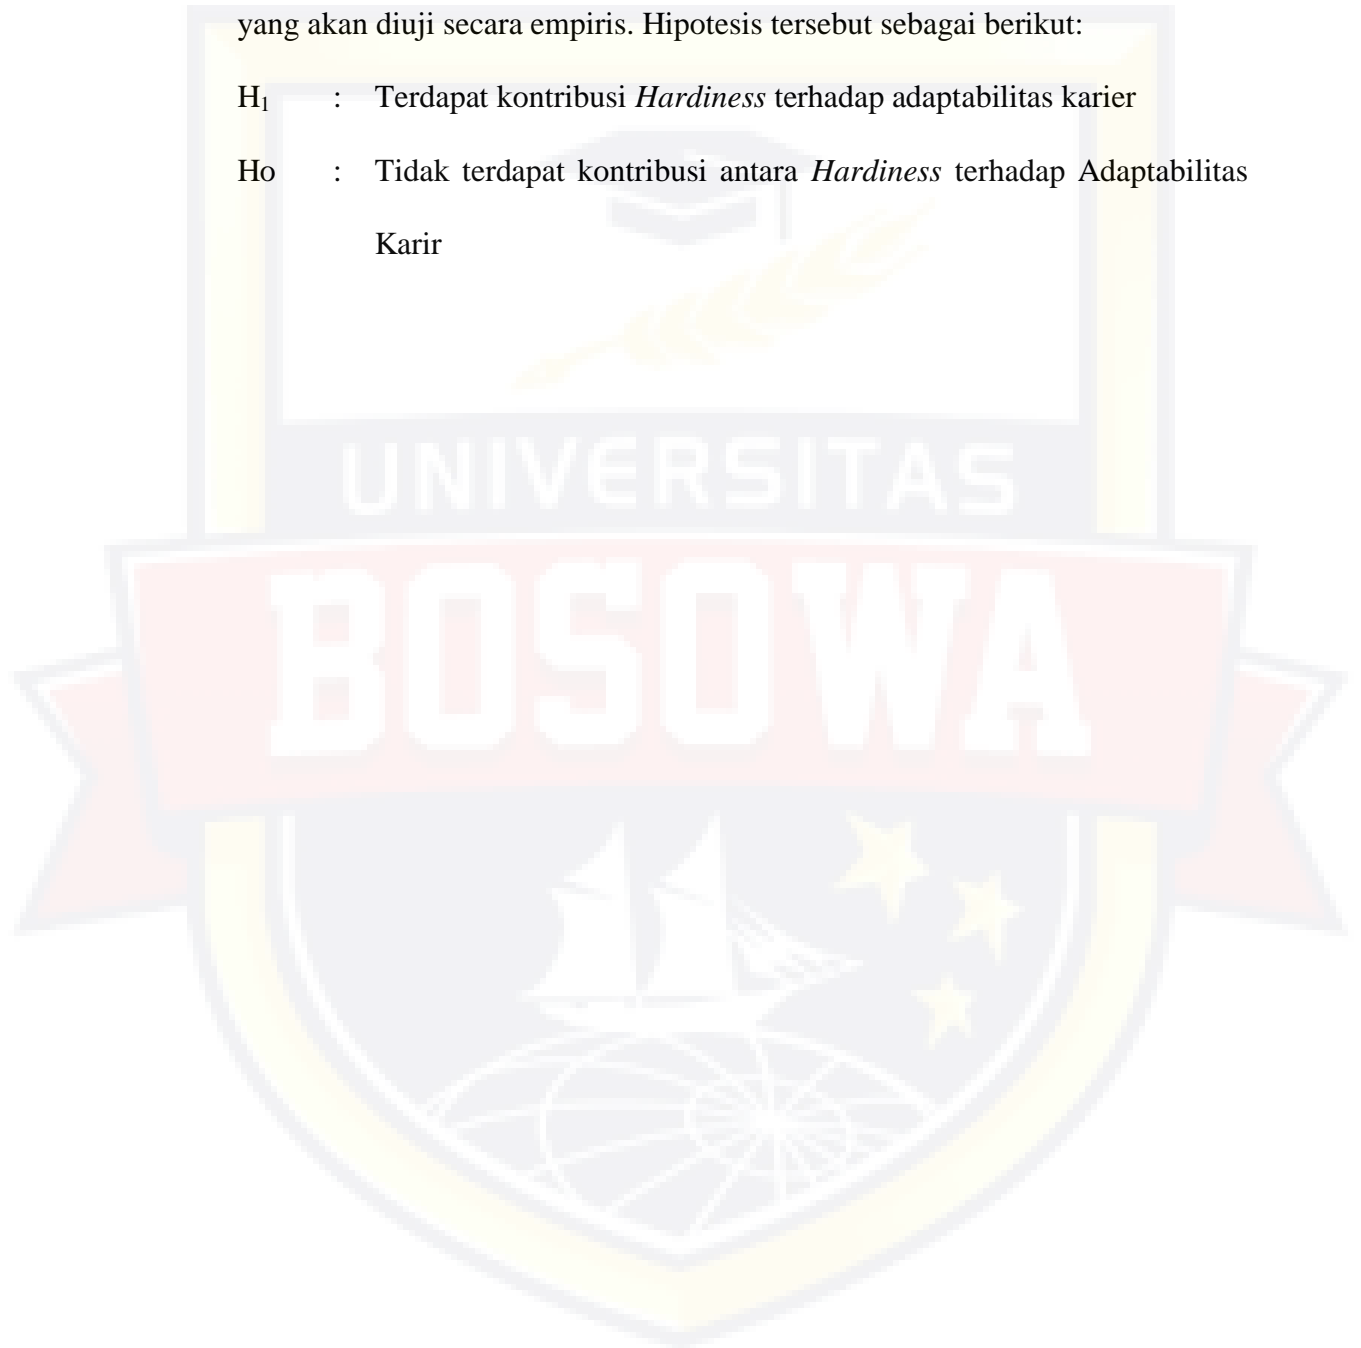 yang akan diuji secara empiris. Hipotesis tersebut sebagai berikut:
H₁ : Terdapat kontribusi Hardiness terhadap adaptabilitas karier
Ho : Tidak terdapat kontribusi antara Hardiness terhadap Adaptabilitas
Karir
UNIVERSITAS
BOSOWA